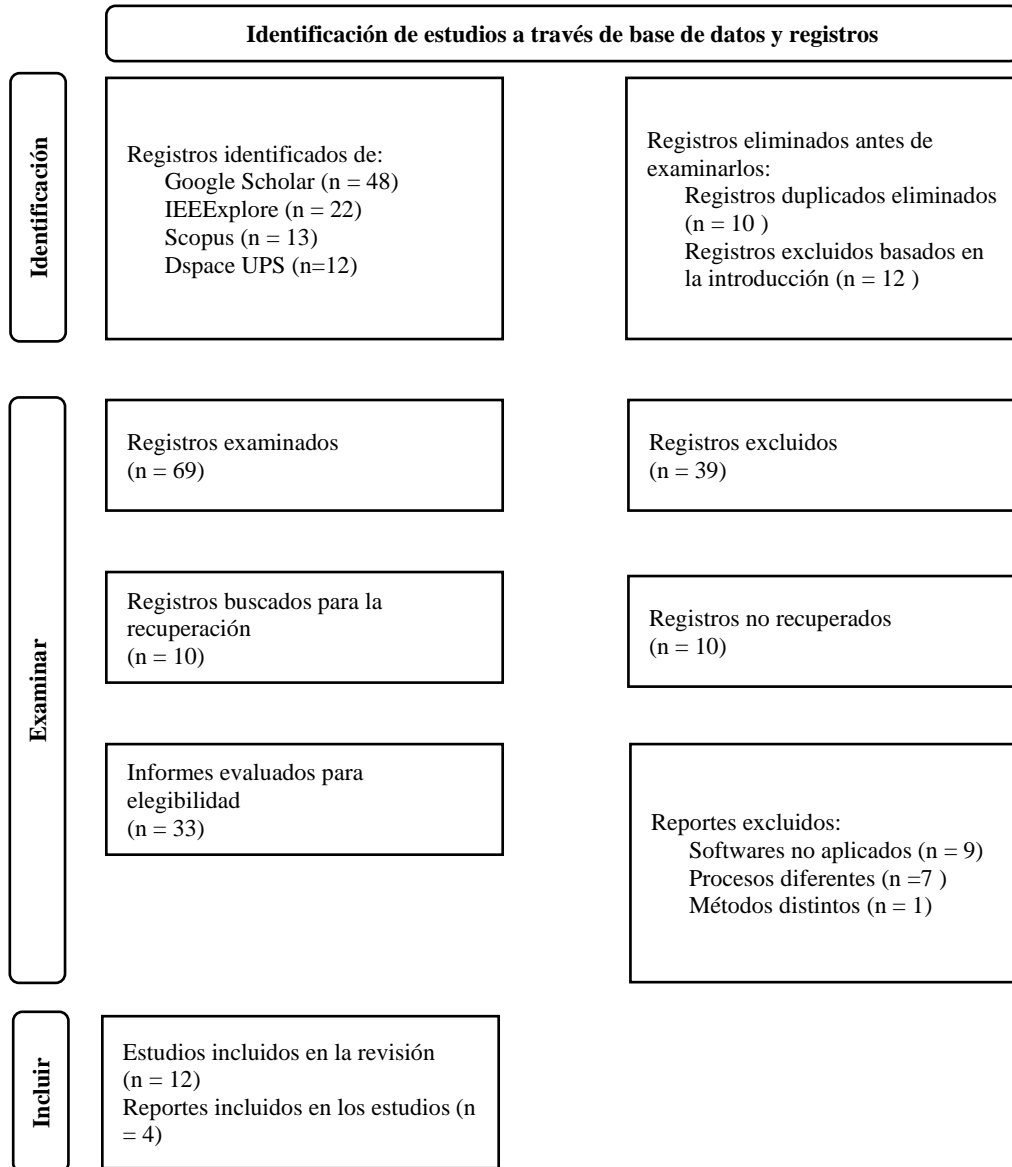 Identificación de estudios a través de base de datos y registros
Identificación
Registros identificados de:
Google Scholar (n = 48)
IEEExplore (n = 22)
Scopus (n = 13)
Dspace UPS (n=12)
Registros eliminados antes de
examinarlos:
Registros duplicados eliminados
(n = 10 )
Registros excluidos basados en
la introducción (n = 12 )
Examinar
Registros examinados
(n = 69)
Registros excluidos
(n = 39)
Registros buscados para la
recuperación
(n = 10)
Registros no recuperados
(n = 10)
Informes evaluados para
elegibilidad
(n = 33)
Reportes excluidos:
Softwares no aplicados (n = 9)
Procesos diferentes (n =7 )
Métodos distintos (n = 1)
Incluir
Estudios incluidos en la revisión
(n = 12)
Reportes incluidos en los estudios (n
= 4)